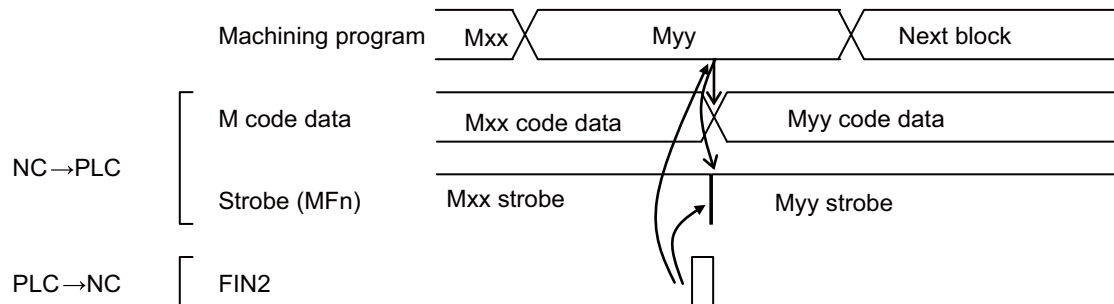 Machining program Mxx Myy Next block
M code data Mxx code data Myy code data
NC→PLC
Strobe (MFn) Mxx strobe Myy strobe
PLC→NC FIN2